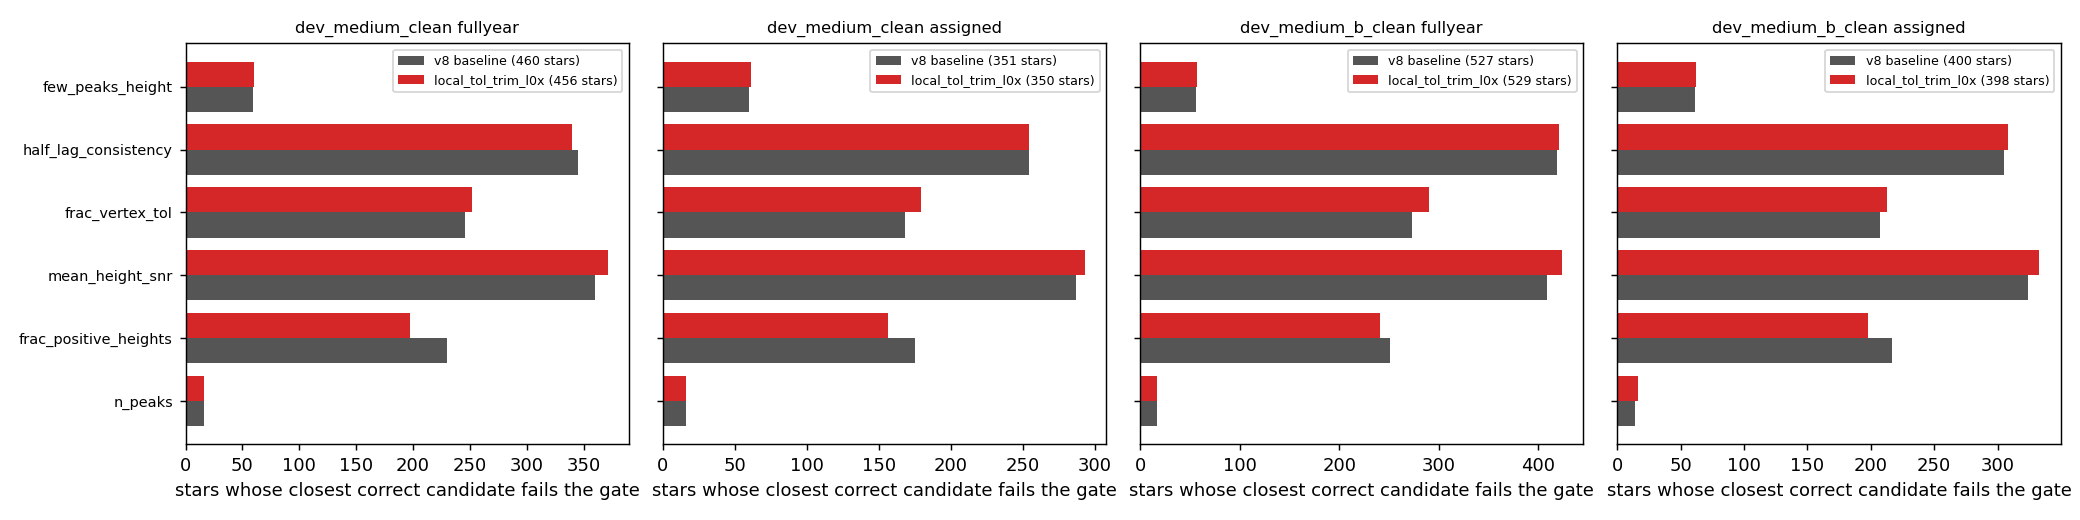 dev_medium_clean fullyear
dev_medium_clean assigned
dev_medium_b_clean fullyear
dev_medium_b_clean assigned
v8 baseline (460 stars)
local_tol_trim_l0x (456 stars)
v8 baseline (351 stars)
local_tol_trim_l0x (350 stars)
v8 baseline (527 stars)
local_tol_trim_l0x (529 stars)
v8 baseline (400 stars)
local_tol_trim_l0x (398 stars)
few_peaks_height
half_lag_consistency
frac_vertex_tol
mean_height_snr
frac_positive_heights
n_peaks
0 50 100 150 200 250 300 350
0 50 100 150 200 250 300
0 100 200 300 400
0 50 100 150 200 250 300
stars whose closest correct candidate fails the gate
stars whose closest correct candidate fails the gate
stars whose closest correct candidate fails the gate
stars whose closest correct candidate fails the gate